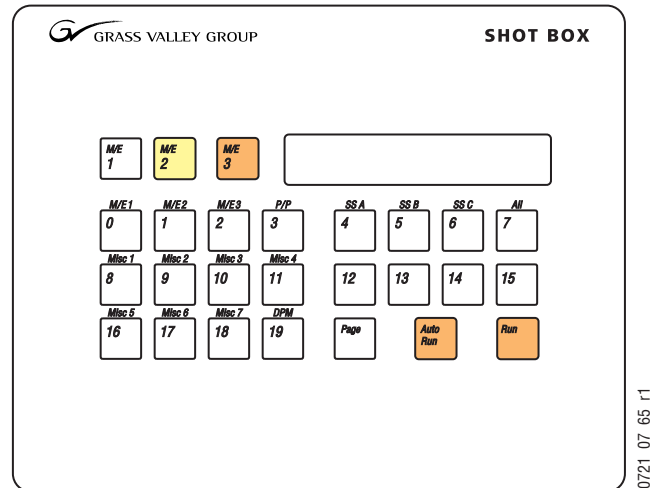 GRASS VALLEY GROUP SHOT BOX
M/E 1 M/E 2 M/E 3
M/E1 M/E2 M/E3 P/P SS A SS B SS C All
0 1 2 3 4 5 6 7
Misc 1 Misc 2 Misc 3 Misc 4
8 9 10 11 12 13 14 15
Misc 5 Misc 6 Misc 7 DPM
16 17 18 19 Page Auto Run Run
0721 07 65 r1